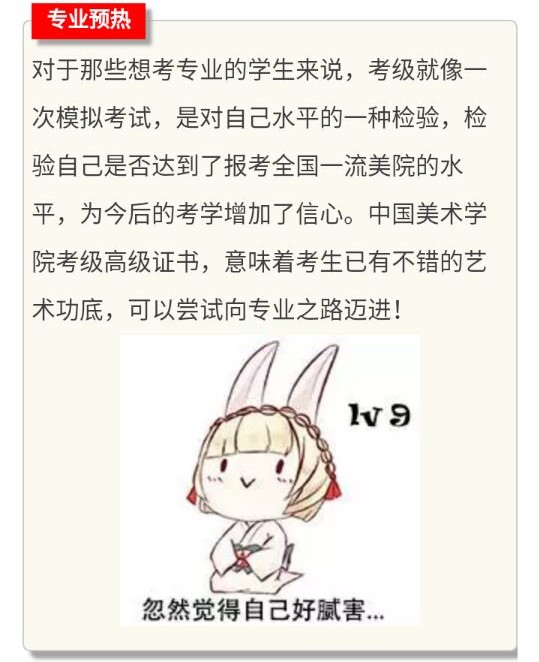 专业预热
对于那些想考专业的学生来说，考级就像一
次模拟考试，是对自己水平的一种检验，检
验自己是否达到了报考全国一流美院的水
平，为今后的考学增加了信心。中国美术学
院考级高级证书，意味着考生已有不错的艺
术功底，可以尝试向专业之路迈进！
lv 9
忽然觉得自己好腻害...